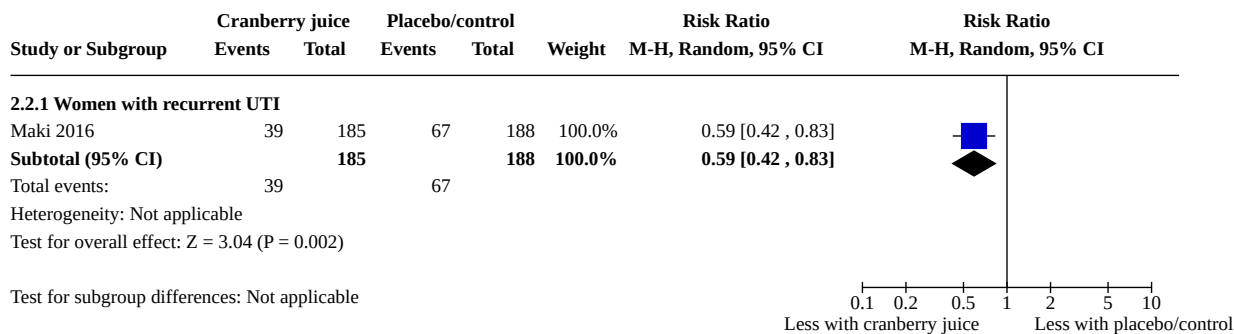 Cranberry juice Placebo/control Risk Ratio Risk Ratio
Study or Subgroup Events Total Events Total Weight M-H, Random, 95% CI M-H, Random, 95% CI
2.2.1 Women with recurrent UTI
Maki 2016 39 185 67 188 100.0% 0.59 [0.42 , 0.83]
Subtotal (95% CI) 185 188 100.0% 0.59 [0.42 , 0.83]
Total events: 39 67
Heterogeneity: Not applicable
Test for overall effect: Z = 3.04 (P = 0.002)
Test for subgroup differences: Not applicable
0.1 0.2 0.5 1 2 5 10
Less with cranberry juice Less with placebo/control